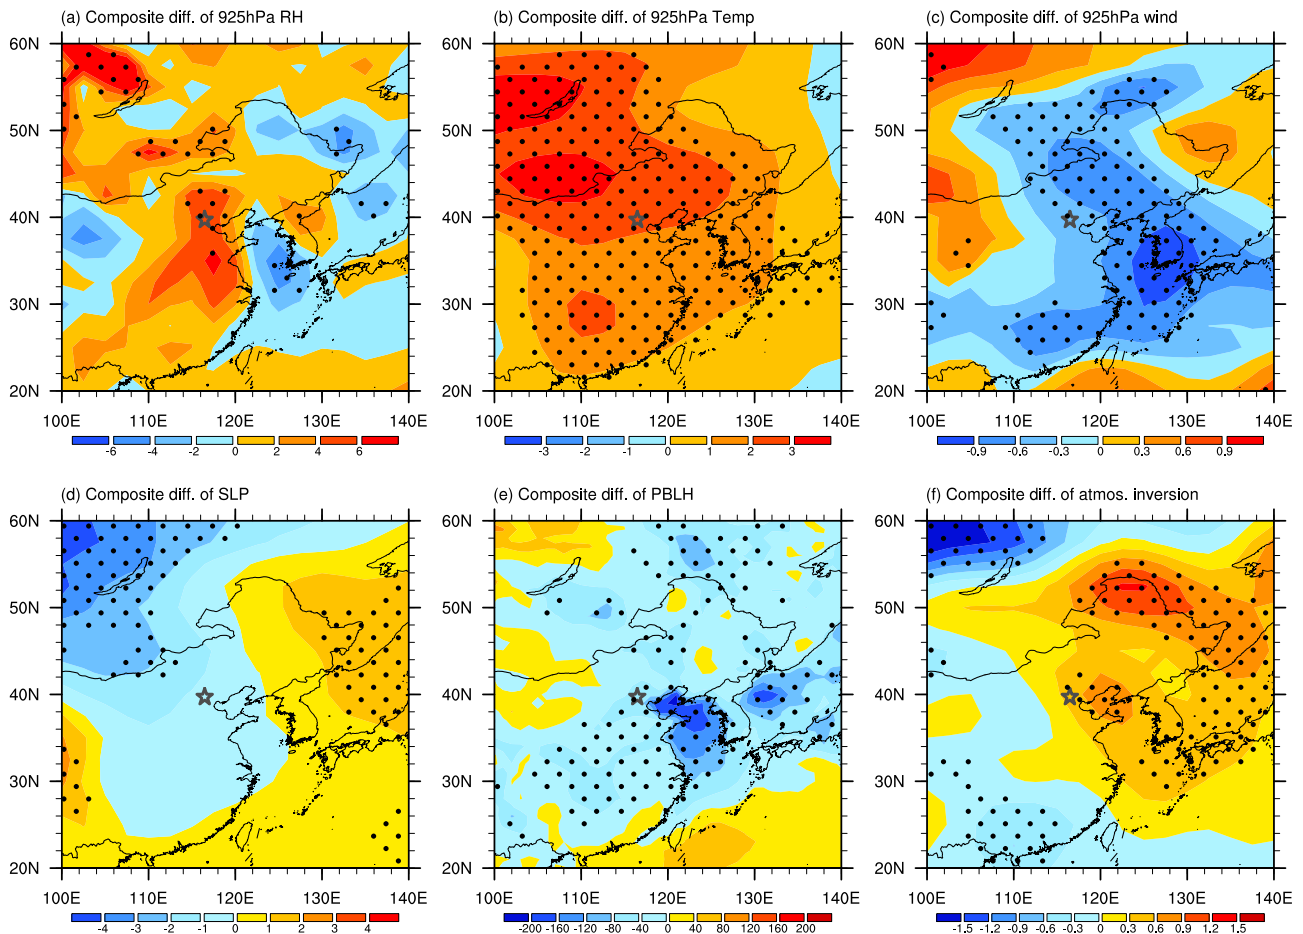 (a) Composite diff. of 925hPa RH
(b) Composite diff. of 925hPa Temp
(c) Composite diff. of 925hPa wind
60N 60N 60N
50N 50N 50N
40N 40N 40N
30N 30N 30N
20N 20N 20N
100E 110E 120E 130E 140E
100E 110E 120E 130E 140E
100E 110E 120E 130E 140E
-6 -4 -2 0 2 4 6
-3 -2 -1 0 1 2 3
-0.9 -0.6 -0.3 0 0.3 0.6 0.9
(d) Composite diff. of SLP
(e) Composite diff. of PBLH
(f) Composite diff. of atmos. inversion
60N 60N 60N
50N 50N 50N
40N 40N 40N
30N 30N 30N
20N 20N 20N
100E 110E 120E 130E 140E
100E 110E 120E 130E 140E
100E 110E 120E 130E 140E
-4 -3 -2 -1 0 1 2 3 4
-200 -160 -120 -80 -40 0 40 80 120 160 200
-1.5 -1.2 -0.9 -0.6 -0.3 0 0.3 0.6 0.9 1.2 1.5